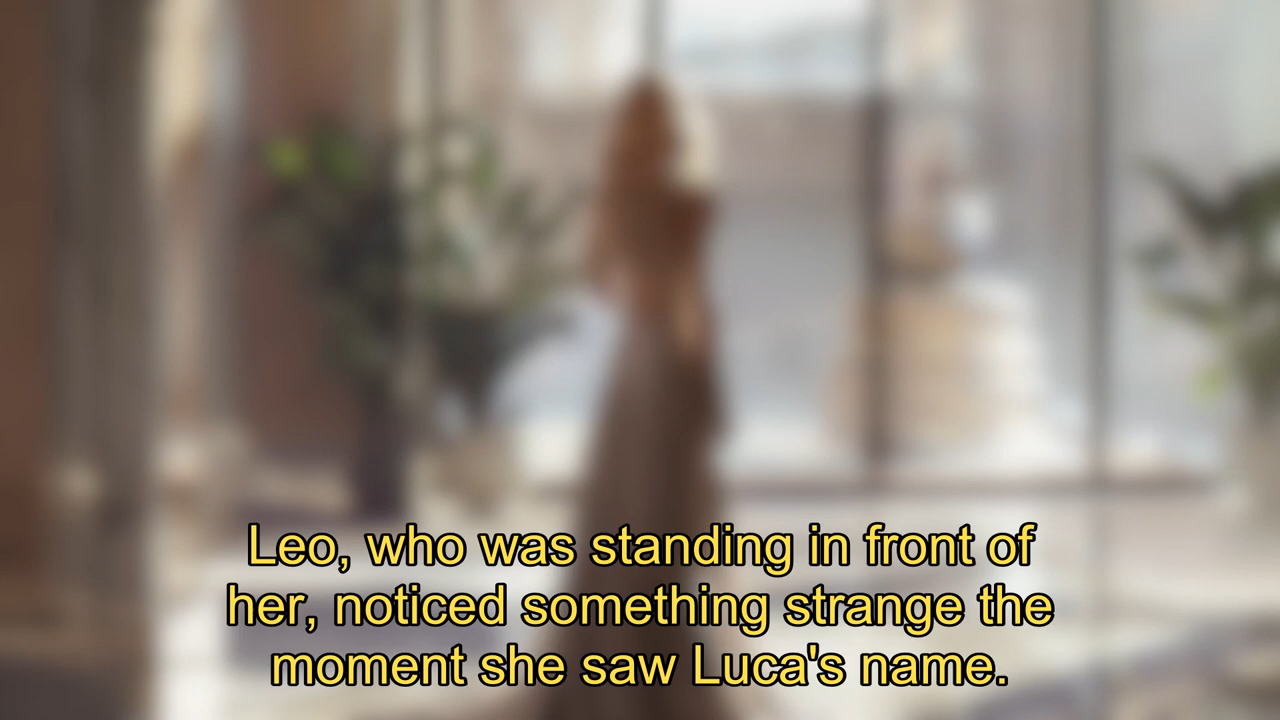 Leo, who was standing in front of
her, noticed something strange the
moment she saw Luca's name.